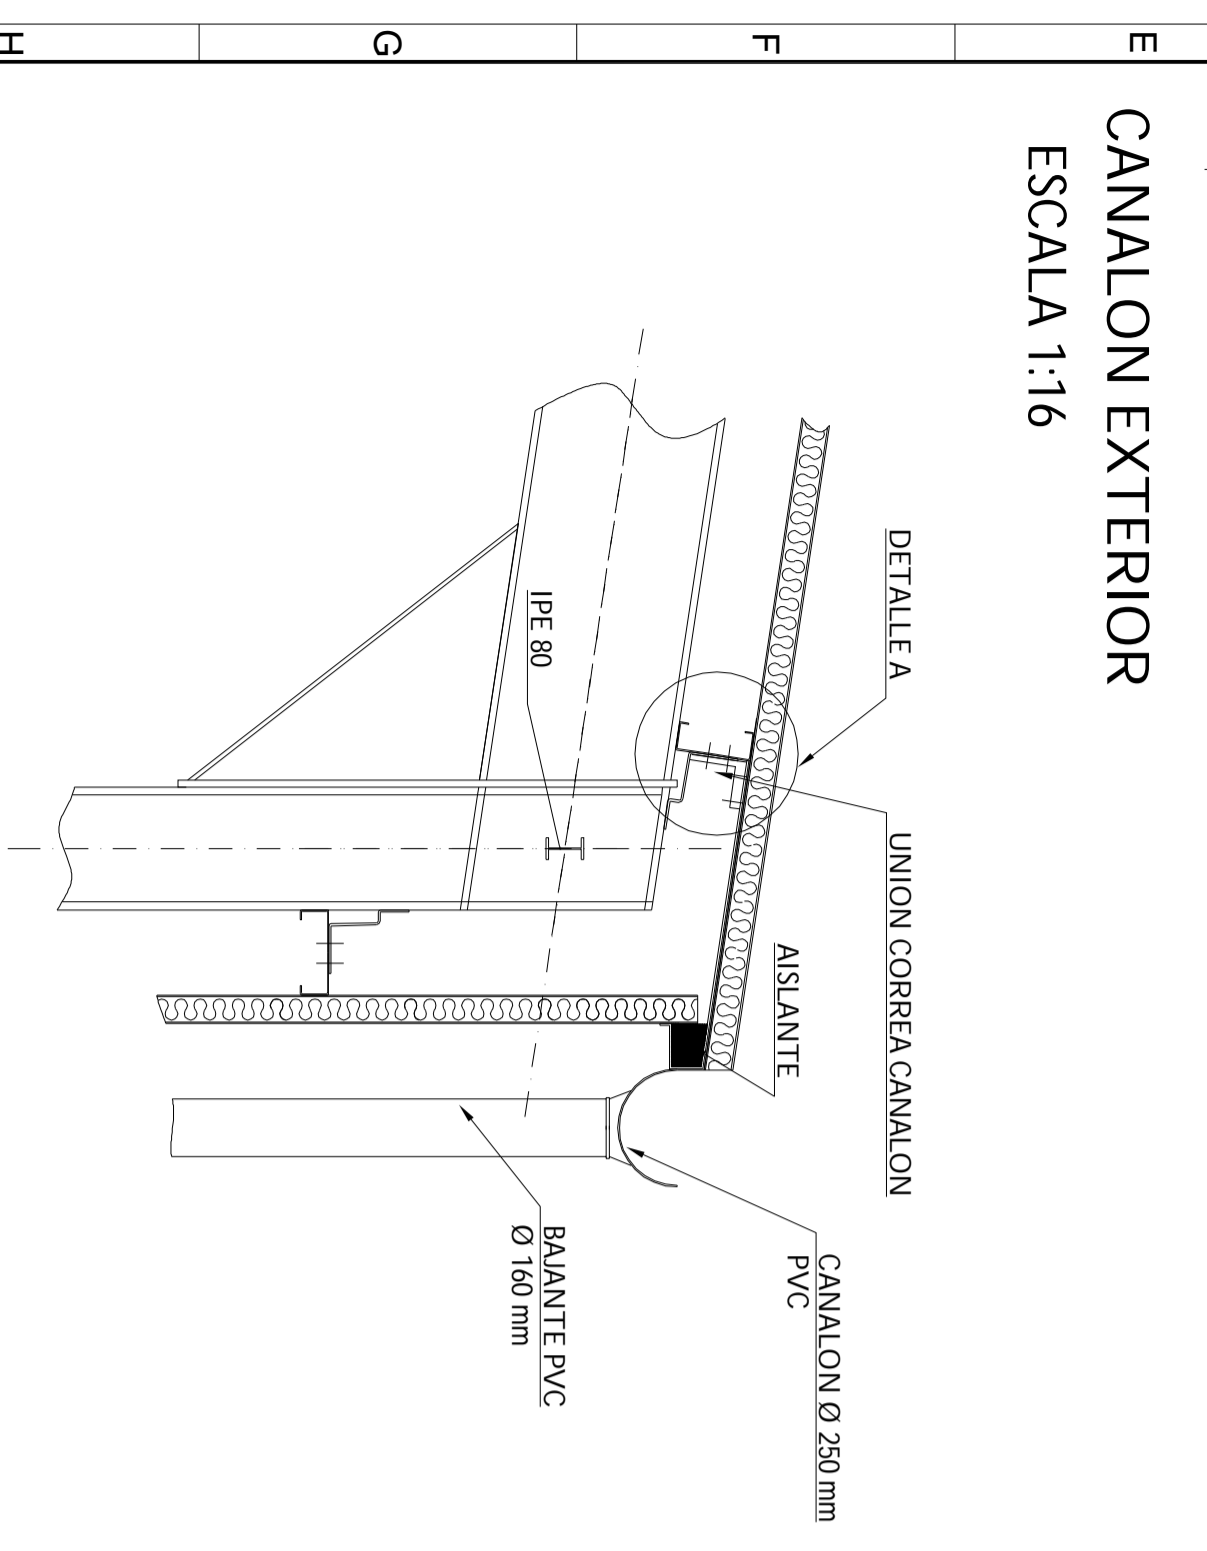 H
G
F
E
CANALON EXTERIOR
ESCALA 1:16
DETALLE A
UNION CORREA CANALON
IPE 80
AISLANTE
CANALON Ø 250 mm
PVC
BAJANTE PVC
Ø 160 mm